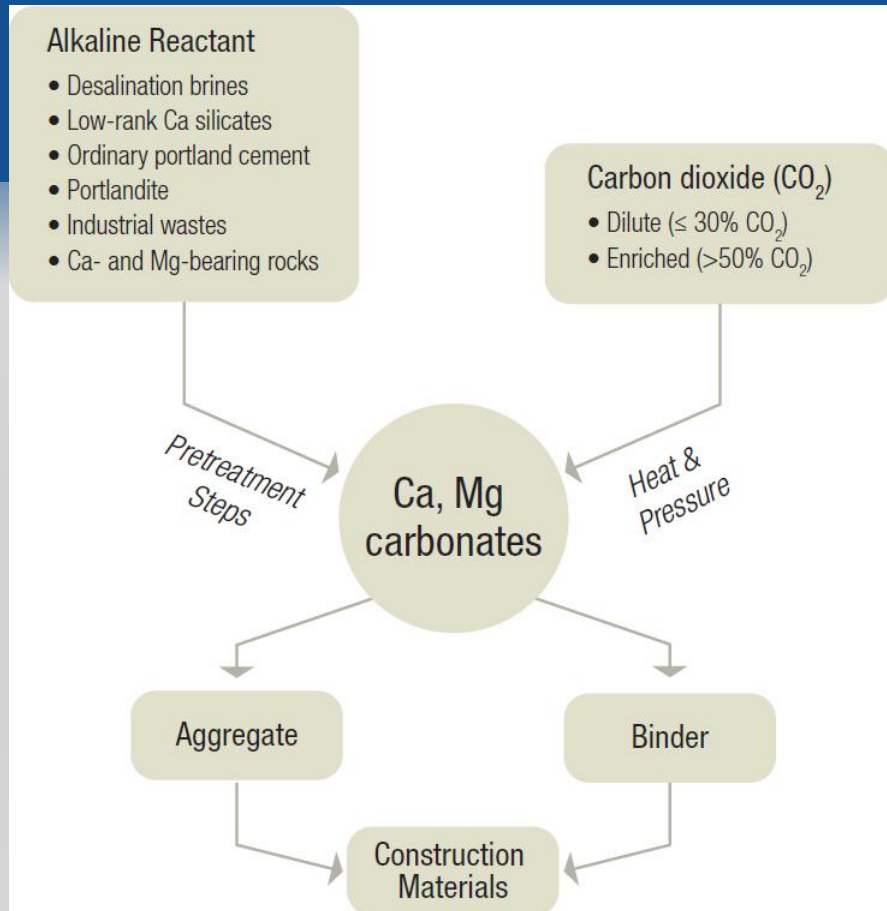 Alkaline Reactant
• Desalination brines
• Low-rank Ca silicates
• Ordinary portland cement
• Portlandite
• Industrial wastes
• Ca- and Mg-bearing rocks
Carbon dioxide (CO₂)
• Dilute (≤ 30% CO₂)
• Enriched (>50% CO₂)
Pretreatment
Steps
Heat &
Pressure
Ca, Mg
carbonates
Aggregate
Binder
Construction
Materials